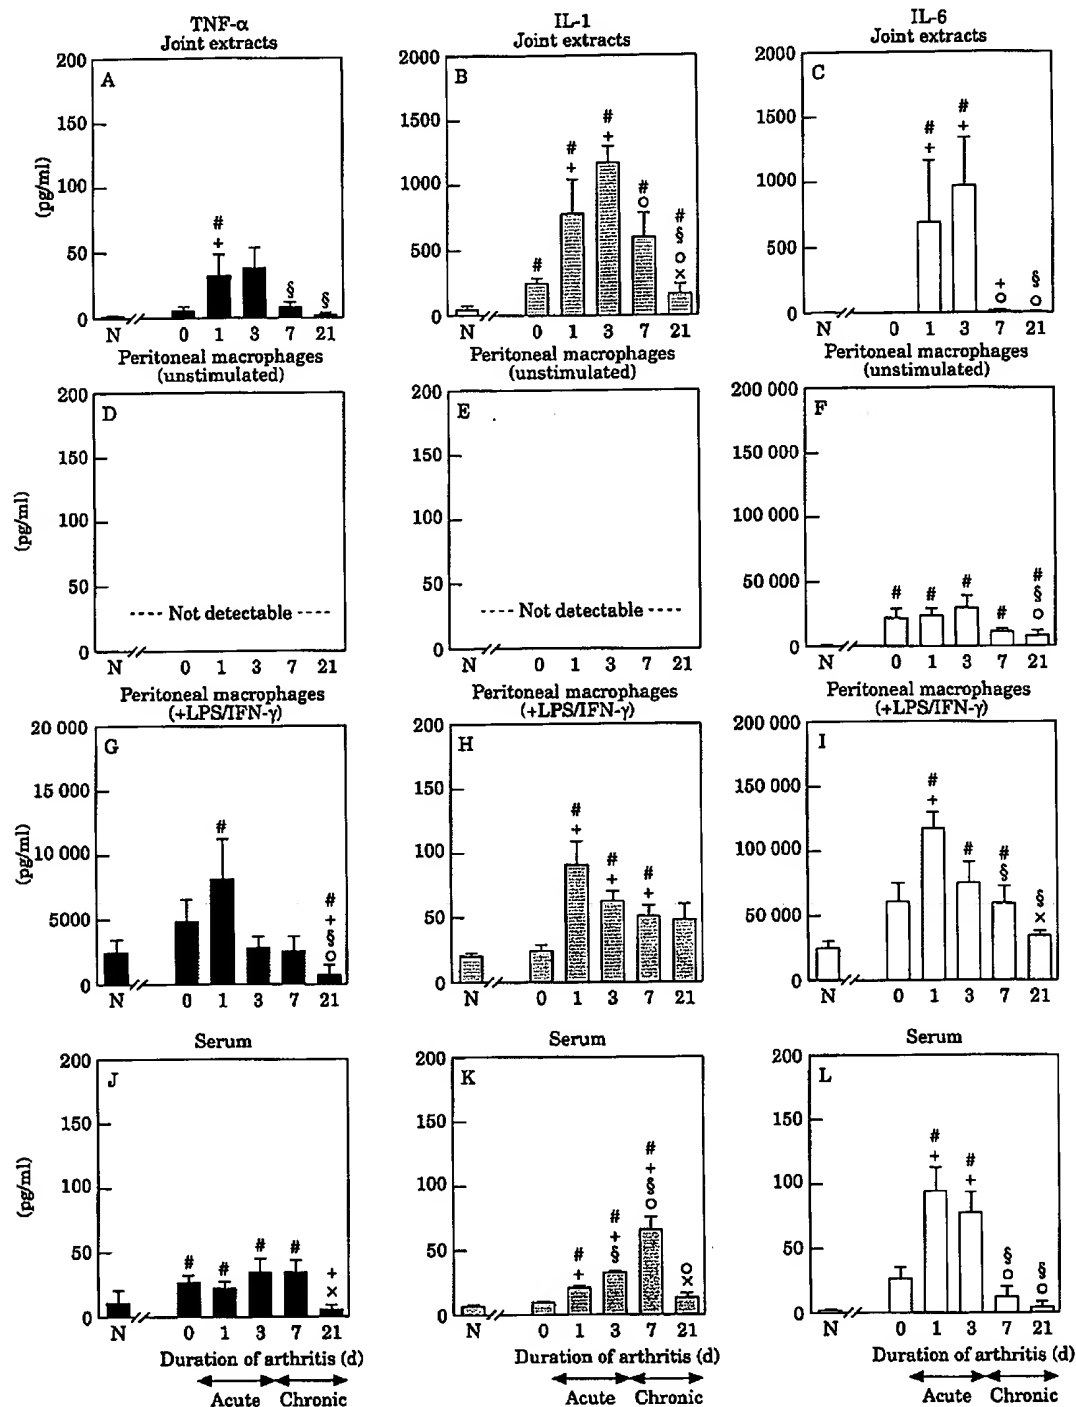 TNF-α IL-1 IL-6
Joint extracts Joint extracts Joint extracts
A B C
200 2000 2000
150 1500 1500
100 1000 1000
50 500 500
0 0 0
(pg/ml)
# + § §
# # + # + # O # § O ×
# + # + + O § O
N 0 1 3 7 21 N 0 1 3 7 21 N 0 1 3 7 21
Peritoneal macrophages Peritoneal macrophages Peritoneal macrophages
(unstimulated) (unstimulated) (unstimulated)
D E F
200 200 200 000
150 150 150 000
100 100 100 000
50 50 50 000
0 0 0
(pg/ml)
---- Not detectable ---- ---- Not detectable ----
# # # # # § O
N 0 1 3 7 21 N 0 1 3 7 21 N 0 1 3 7 21
Peritoneal macrophages Peritoneal macrophages Peritoneal macrophages
(+LPS/IFN-γ) (+LPS/IFN-γ) (+LPS/IFN-γ)
G H I
20 000 200 200 000
15 000 150 150 000
10 000 100 100 000
5000 50 50 000
0 0 0
(pg/ml)
# # + § O
# + # + # +
# + # # § § ×
N 0 1 3 7 21 N 0 1 3 7 21 N 0 1 3 7 21
Serum Serum Serum
J K L
200 200 200
150 150 150
100 100 100
50 50 50
0 0 0
(pg/ml)
# # # # + ×
# + # + § # + § O O ×
# + # + § O § O
N 0 1 3 7 21 N 0 1 3 7 21 N 0 1 3 7 21
Duration of arthritis (d) Duration of arthritis (d) Duration of arthritis (d)
Acute Chronic Acute Chronic Acute Chronic